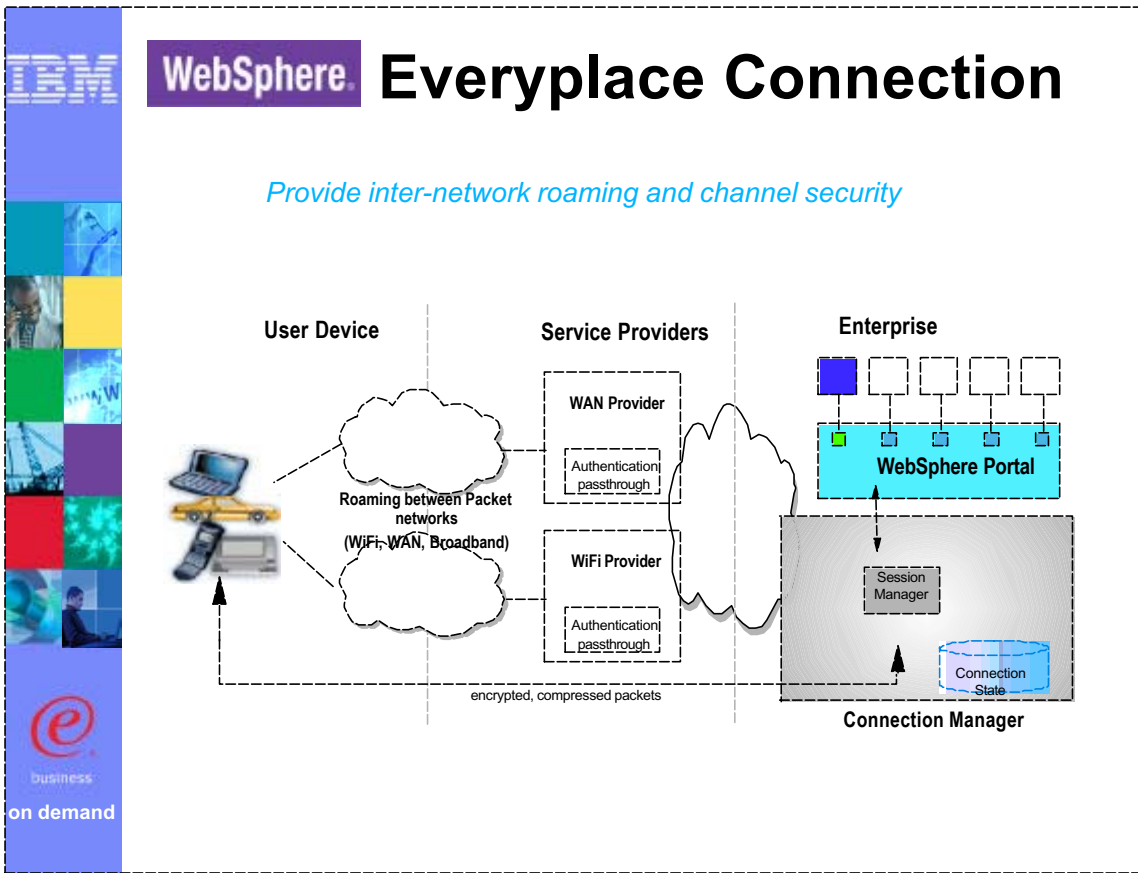 IBM
WebSphere. Everyplace Connection
Provide inter-network roaming and channel security
User Device
Service Providers
Enterprise
WAN Provider
Authentication
passthrough
WebSphere Portal
Roaming between Packet
networks
(WiFi, WAN, Broadband)
WiFi Provider
Authentication
passthrough
Session
Manager
Connection
State
encrypted, compressed packets
Connection Manager
e
business
on demand